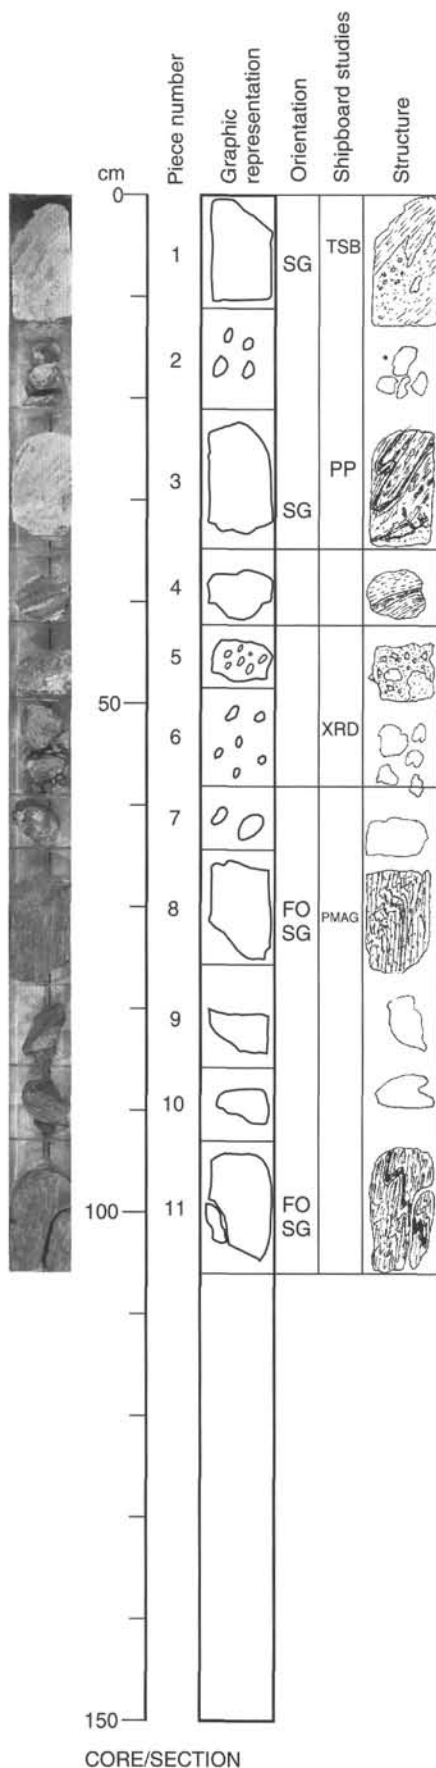 cm
Piece number
Graphic
representation
Orientation
Shipboard studies
Structure
0
1
SG
TSB
2
3
SG
PP
4
5
50
6
XRD
7
8
FO
SG
PMAG
9
10
100
11
FO
SG
150
CORE/SECTION